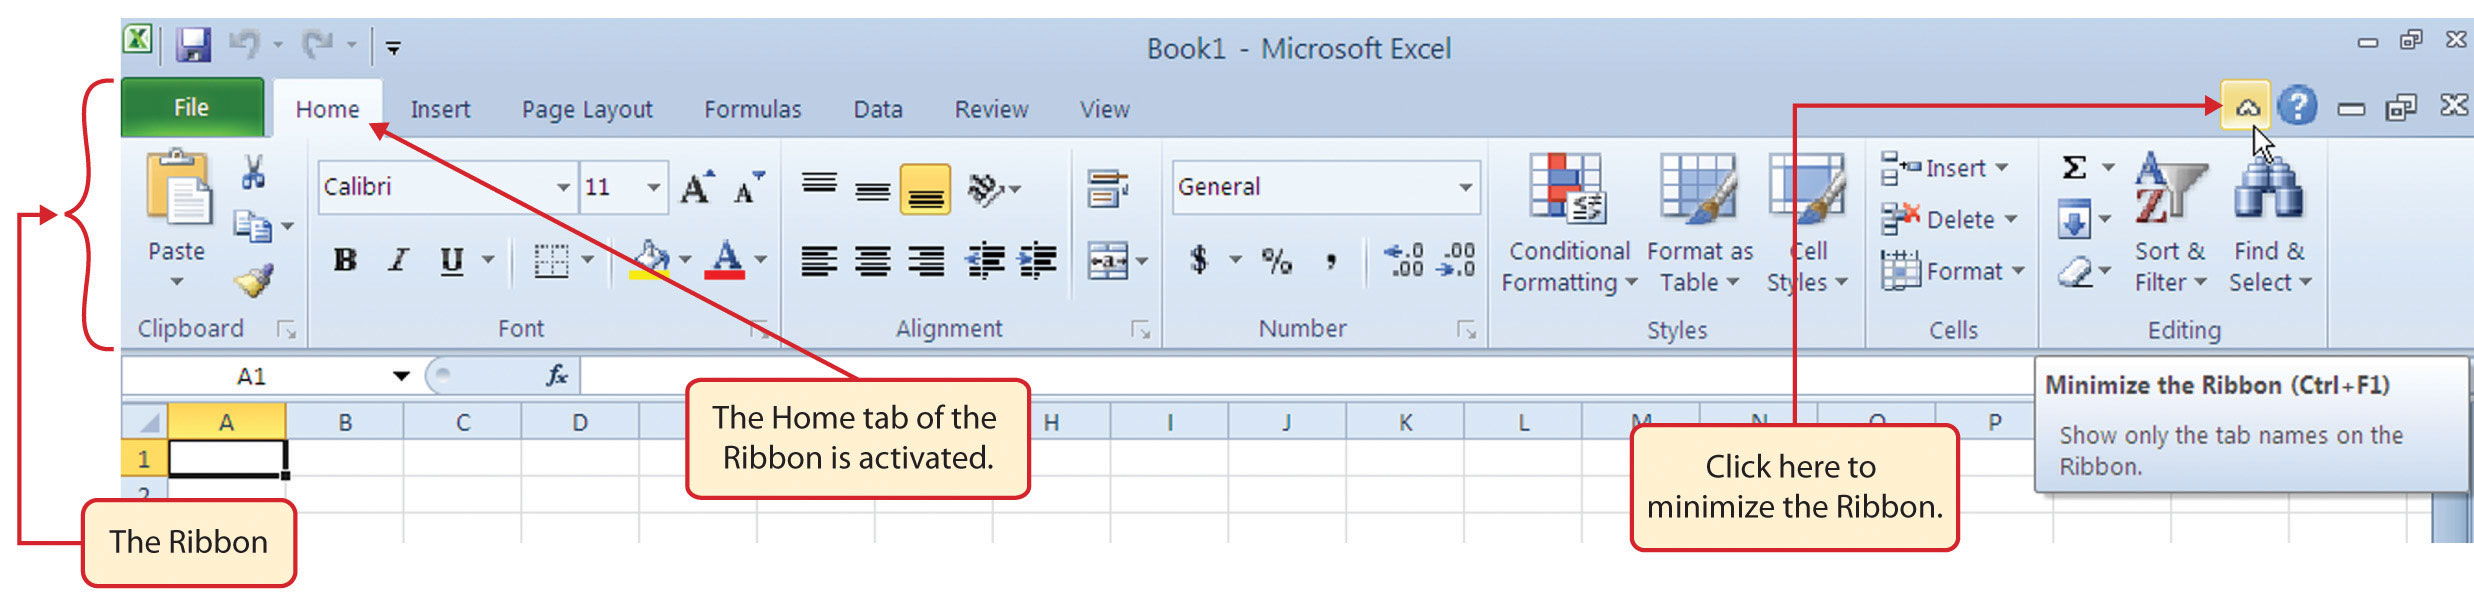 Book1 - Microsoft Excel
File Home Insert Page Layout Formulas Data Review View
Calibri 11 General
Insert
Delete
Format
Paste
B I U $ % , .0 .00 .00 .0
Conditional Formatting
Format as Table
Cell Styles
Sort & Filter
Find & Select
Clipboard Font Alignment Number Styles Cells Editing
A1 fx
A B C D H I J K L M N O P
1
2
Minimize the Ribbon (Ctrl+F1)
Show only the tab names on the
Ribbon.
The Home tab of the
Ribbon is activated.
Click here to
minimize the Ribbon.
The Ribbon